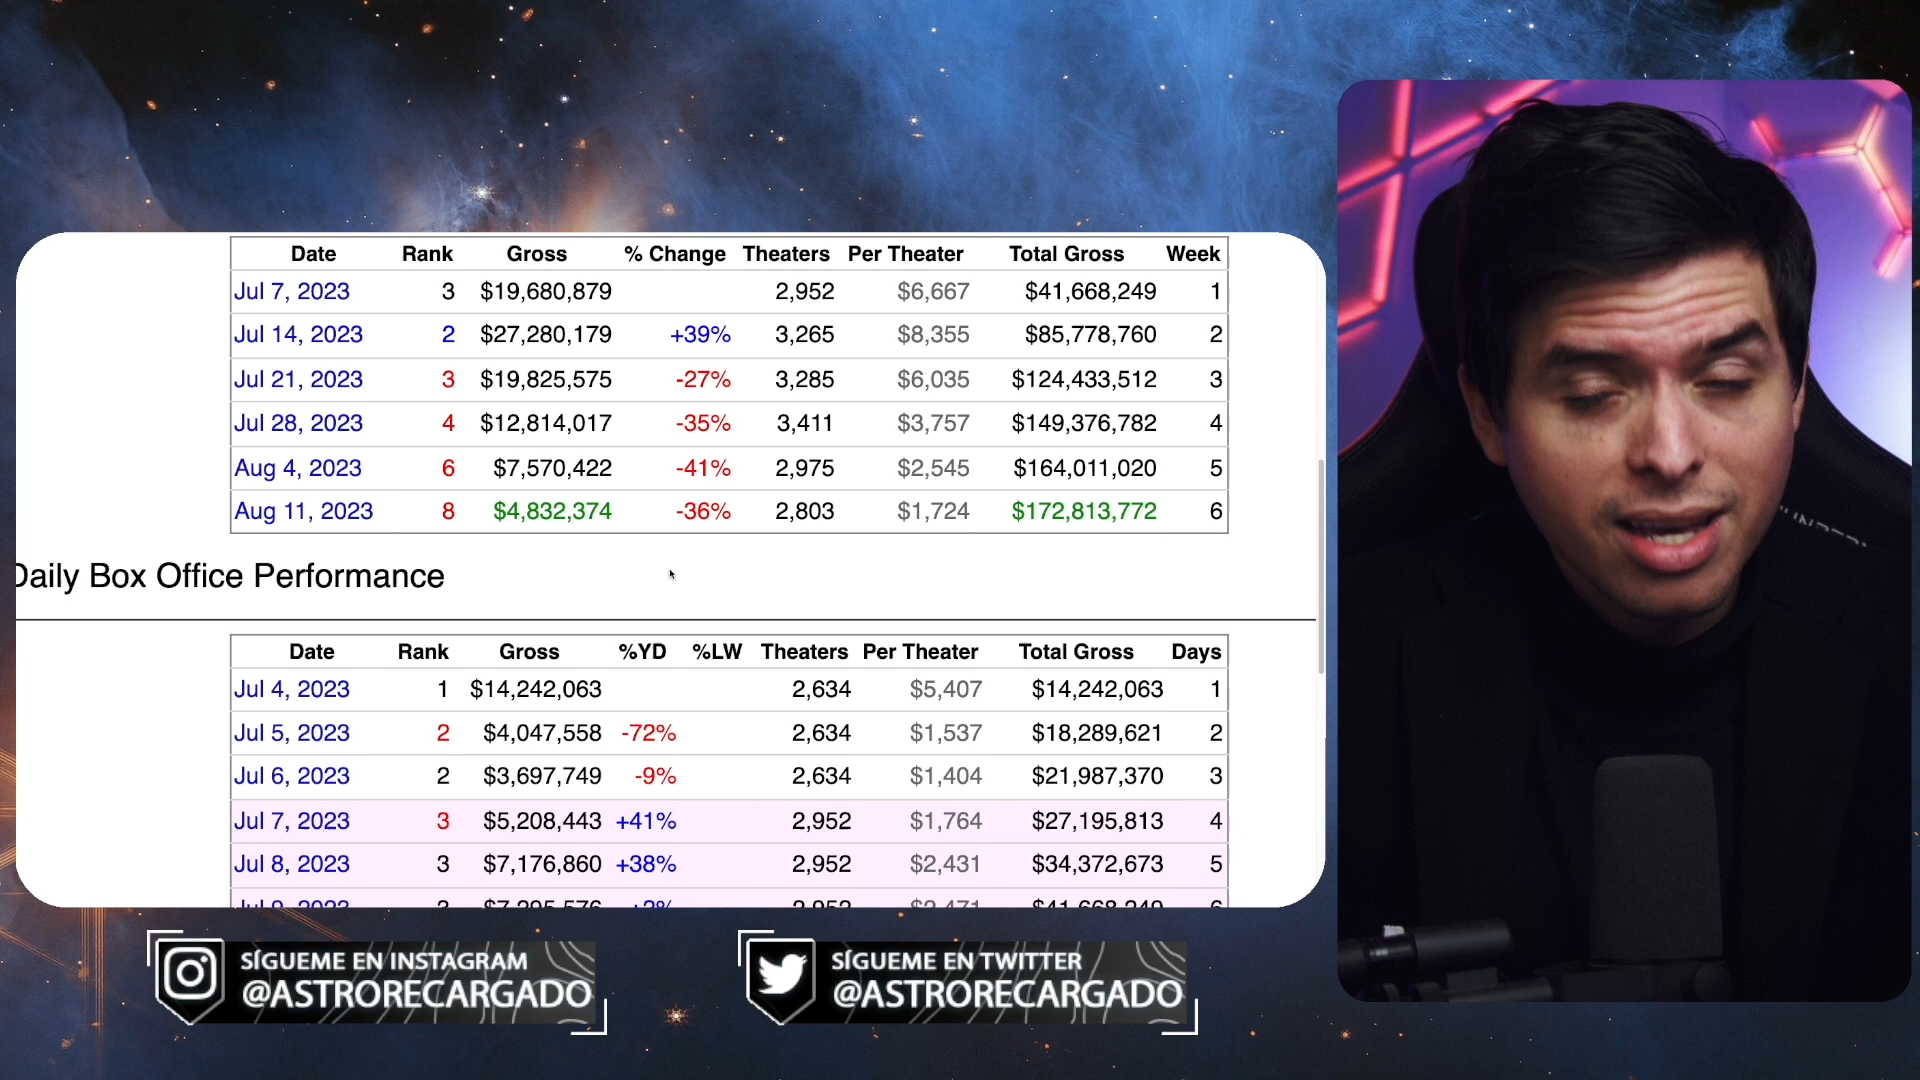 Date Rank Gross % Change Theaters Per Theater Total Gross Week
Jul 7, 2023 3 $19,680,879 2,952 $6,667 $41,668,249 1
Jul 14, 2023 2 $27,280,179 +39% 3,265 $8,355 $85,778,760 2
Jul 21, 2023 3 $19,825,575 -27% 3,285 $6,035 $124,433,512 3
Jul 28, 2023 4 $12,814,017 -35% 3,411 $3,757 $149,376,782 4
Aug 4, 2023 6 $7,570,422 -41% 2,975 $2,545 $164,011,020 5
Aug 11, 2023 8 $4,832,374 -36% 2,803 $1,724 $172,813,772 6
Daily Box Office Performance
Date Rank Gross %YD %LW Theaters Per Theater Total Gross Days
Jul 4, 2023 1 $14,242,063 2,634 $5,407 $14,242,063 1
Jul 5, 2023 2 $4,047,558 -72% 2,634 $1,537 $18,289,621 2
Jul 6, 2023 2 $3,697,749 -9% 2,634 $1,404 $21,987,370 3
Jul 7, 2023 3 $5,208,443 +41% 2,952 $1,764 $27,195,813 4
Jul 8, 2023 3 $7,176,860 +38% 2,952 $2,431 $34,372,673 5
SÍGUEME EN INSTAGRAM
@ASTRORECARGADO
SÍGUEME EN TWITTER
@ASTRORECARGADO